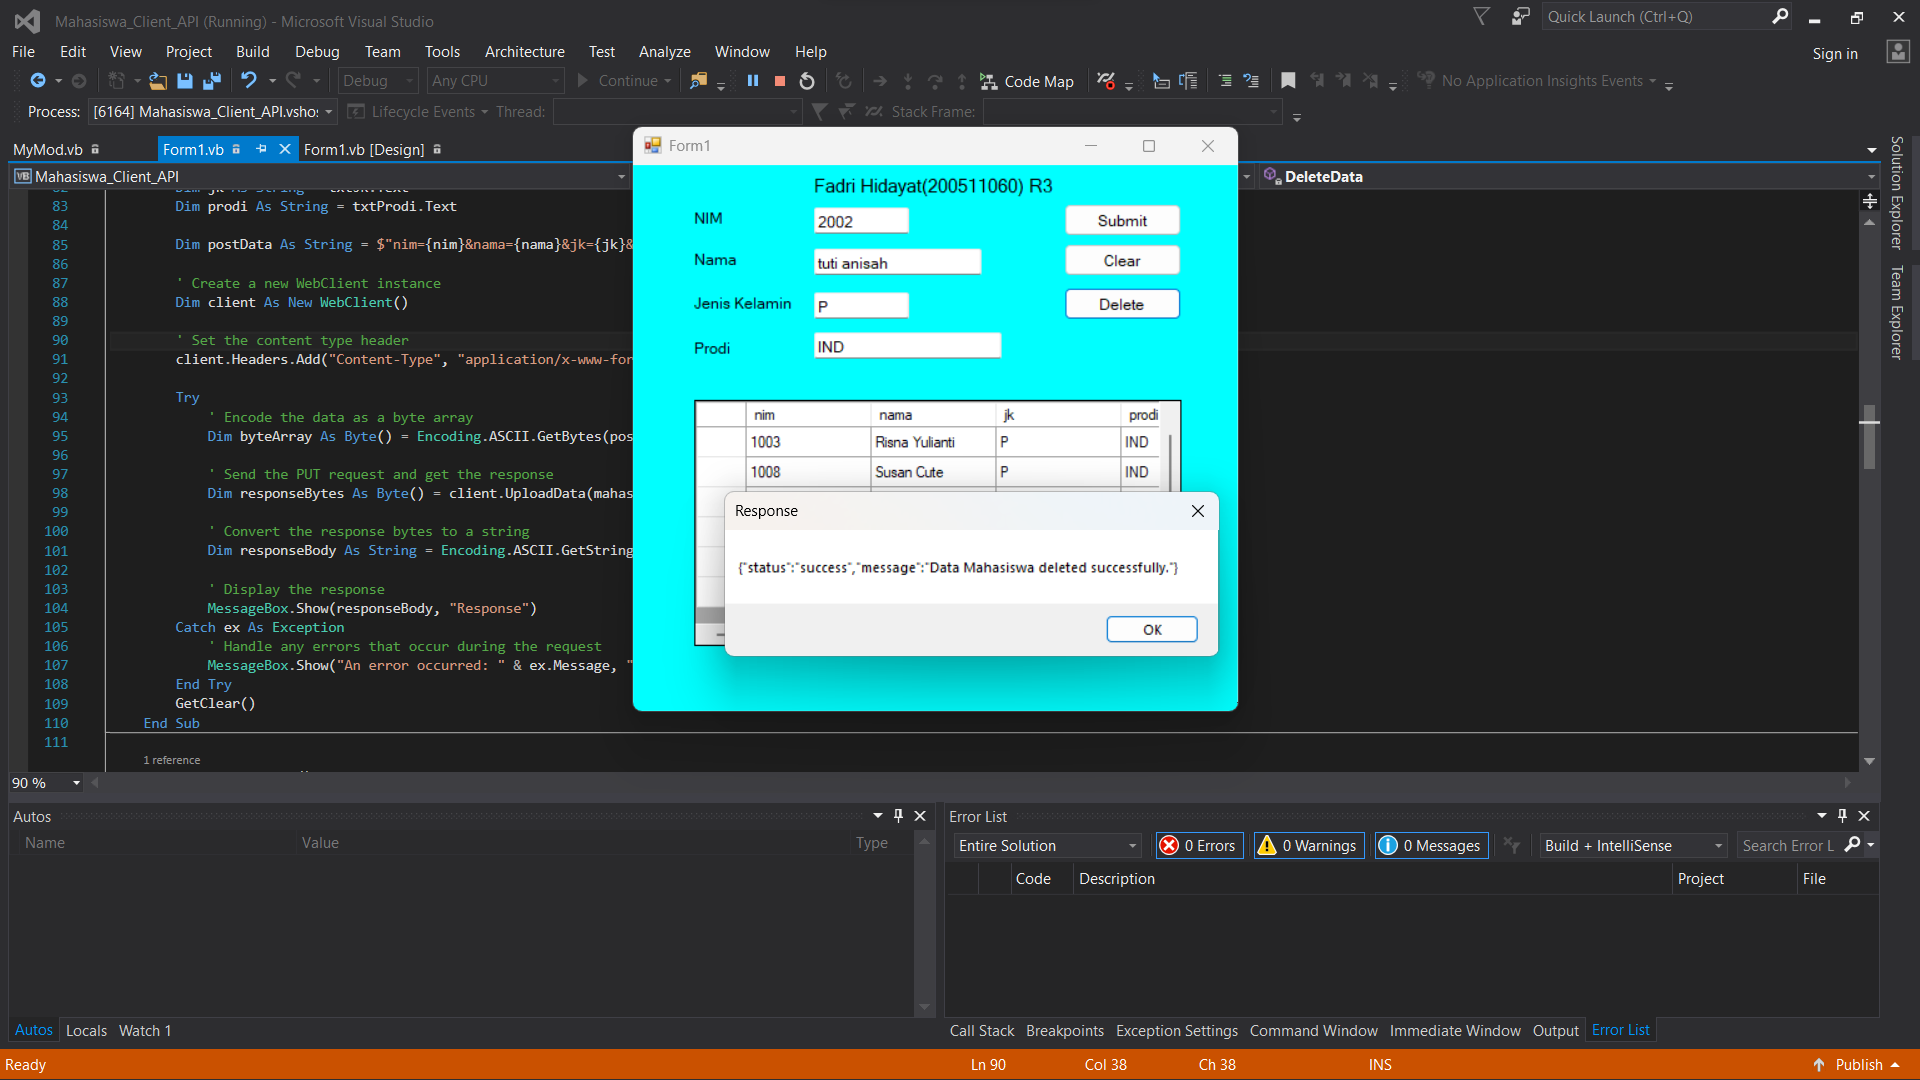 Mahasiswa_Client_API (Running) - Microsoft Visual Studio
Quick Launch (Ctrl+Q)
File Edit View Project Build Debug Team Tools Architecture Test Analyze Window Help
Sign in
Debug Any CPU Continue Code Map No Application Insights Events
Process: [6164] Mahasiswa_Client_API.vshos Lifecycle Events Thread: Stack Frame:
MyMod.vb Form1.vb Form1.vb [Design]
Mahasiswa_Client_API
DeleteData
83 Dim prodi As String = txtProdi.Text
84
85 Dim postData As String = $"nim={nim}&nama={nama}&jk={jk}&
86
87 ' Create a new WebClient instance
88 Dim client As New WebClient()
89
90 ' Set the content type header
91 client.Headers.Add("Content-Type", "application/x-www-for
92
93 Try
94 ' Encode the data as a byte array
95 Dim byteArray As Byte() = Encoding.ASCII.GetBytes(pos
96
97 ' Send the PUT request and get the response
98 Dim responseBytes As Byte() = client.UploadData(mahas
99
100 ' Convert the response bytes to a string
101 Dim responseBody As String = Encoding.ASCII.GetString
102
103 ' Display the response
104 MessageBox.Show(responseBody, "Response")
105 Catch ex As Exception
106 ' Handle any errors that occur during the request
107 MessageBox.Show("An error occurred: " & ex.Message, "
108 End Try
109 GetClear()
110 End Sub
111
1 reference
90 %
Form1
Fadri Hidayat(200511060) R3
NIM 2002 Submit
Nama tuti anisah Clear
Jenis Kelamin P Delete
Prodi IND
nim nama jk prodi
1003 Risna Yulianti P IND
1008 Susan Cute P IND
Response
{"status":"success","message":"Data Mahasiswa deleted successfully."}
OK
Solution Explorer
Team Explorer
Autos
Name Value Type
Autos Locals Watch 1
Error List
Entire Solution 0 Errors 0 Warnings 0 Messages Build + IntelliSense Search Error L
Code Description Project File
Call Stack Breakpoints Exception Settings Command Window Immediate Window Output Error List
Ready Ln 90 Col 38 Ch 38 INS Publish